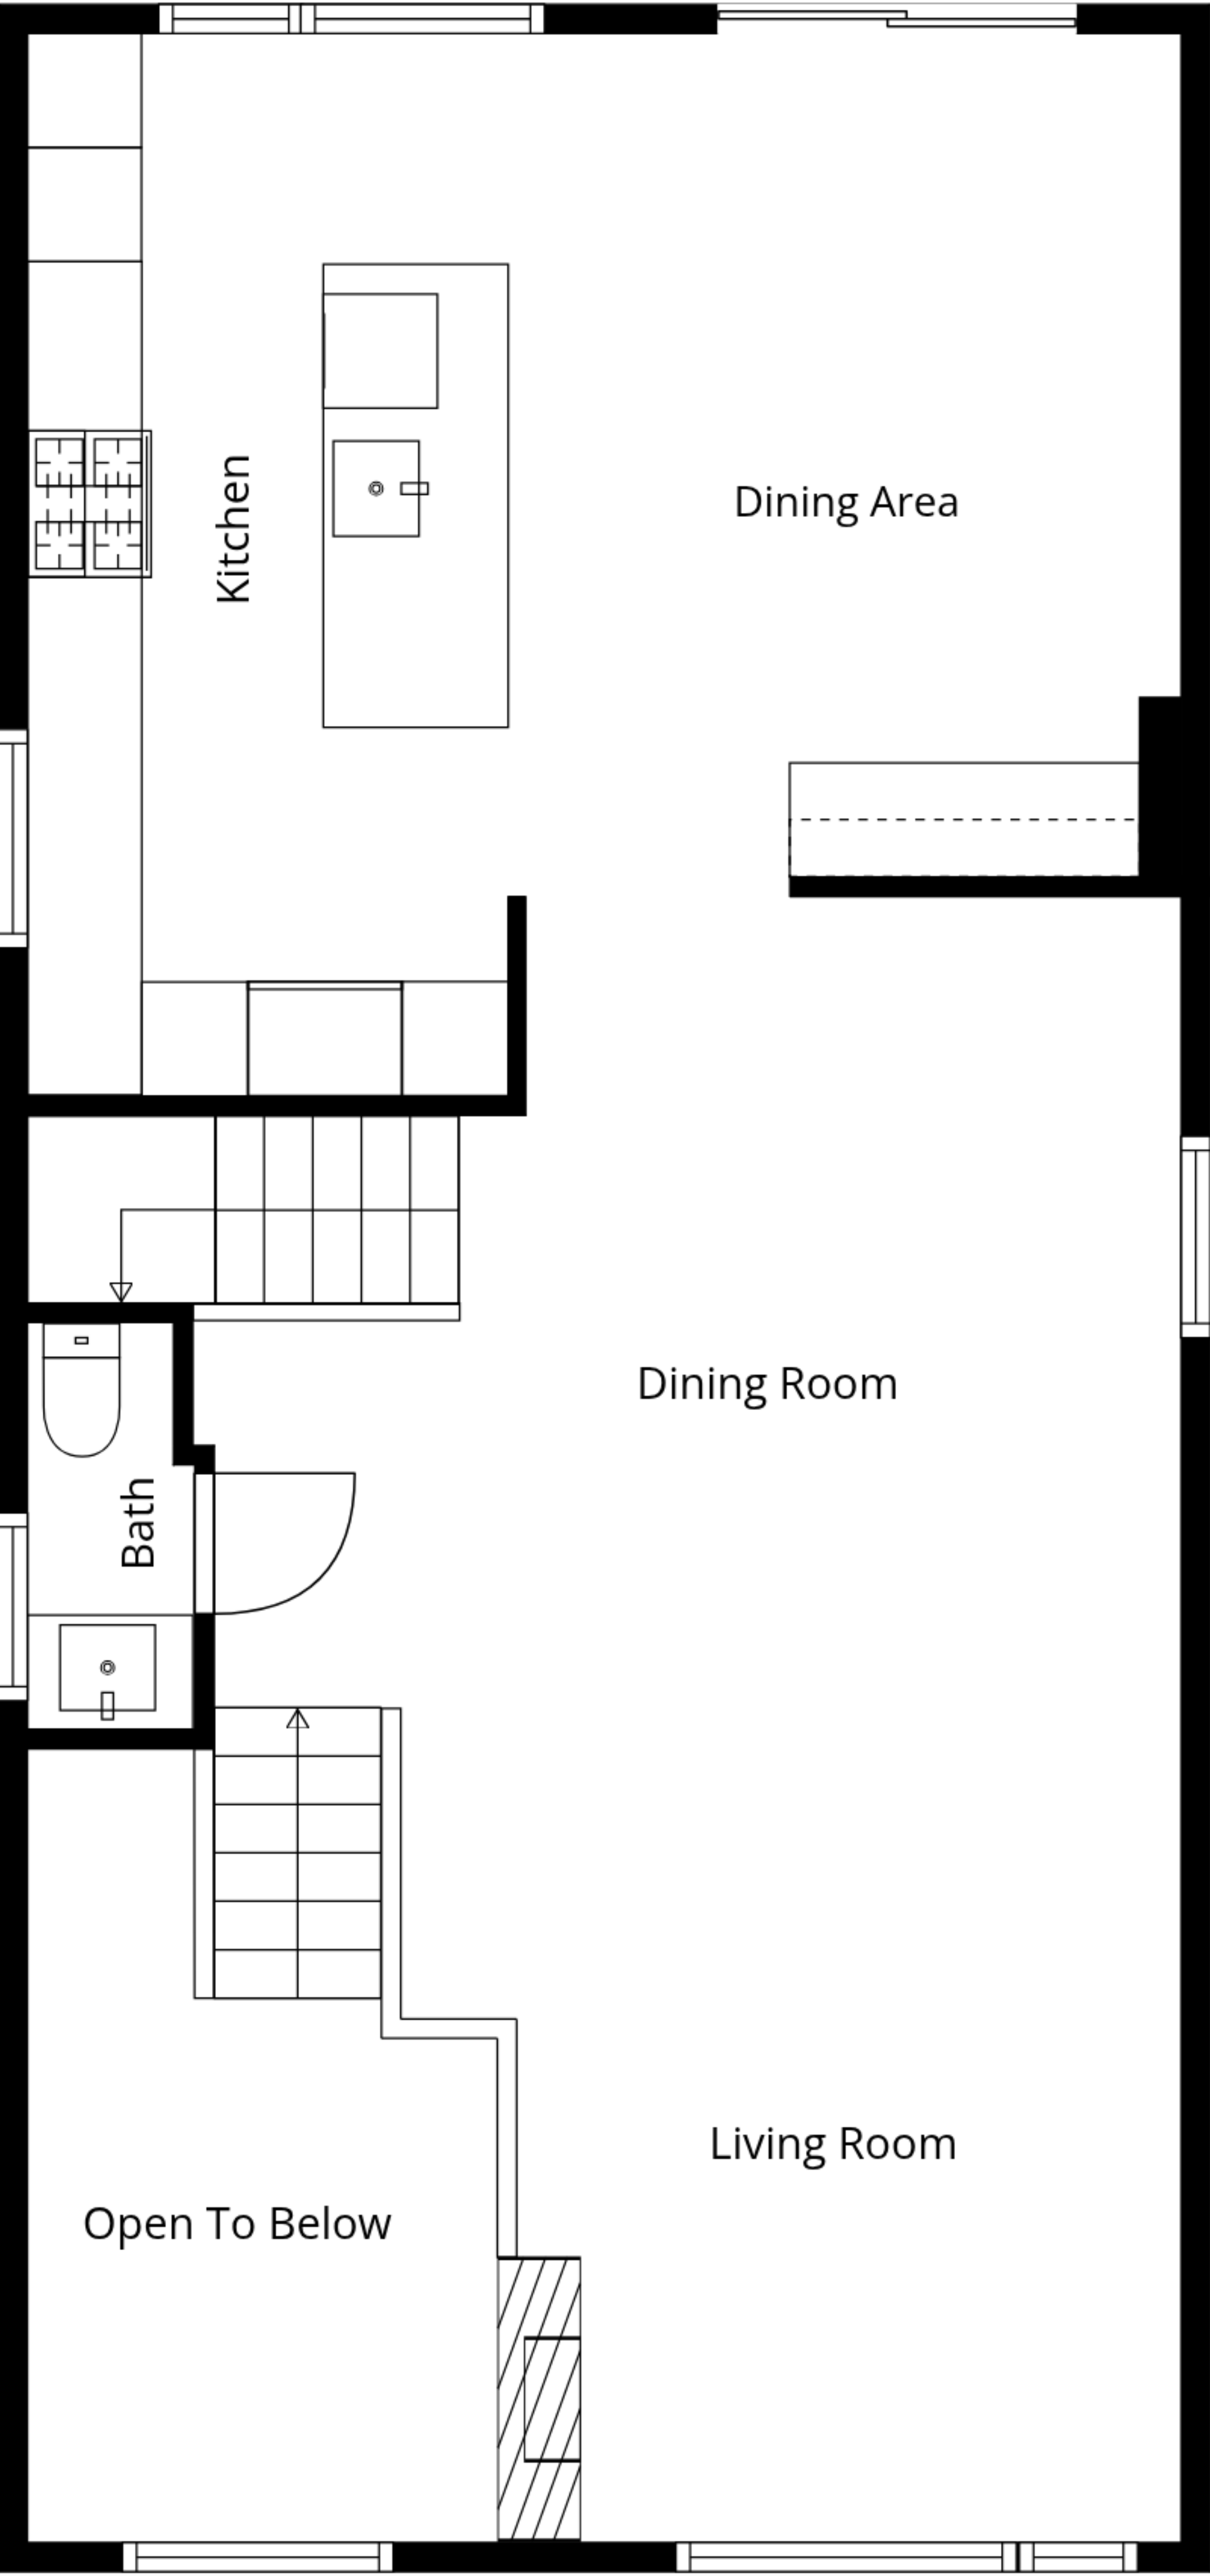 Kitchen
Dining Area
Dining Room
Bath
Living Room
Open To Below